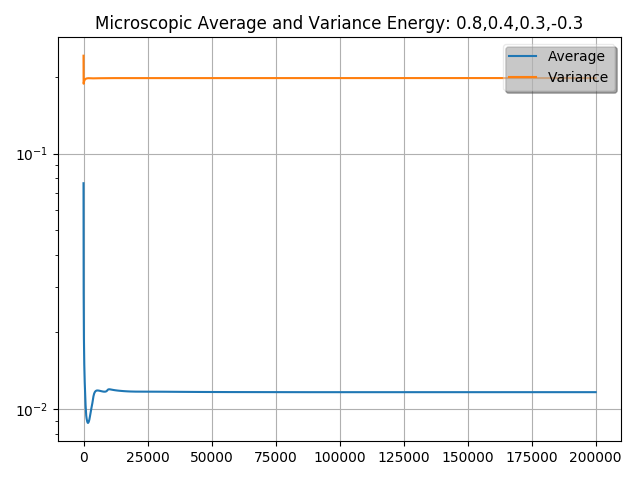 Microscopic Average and Variance Energy: 0.8,0.4,0.3,-0.3
Average
Variance
10⁻¹
10⁻²
0 25000 50000 75000 100000 125000 150000 175000 200000